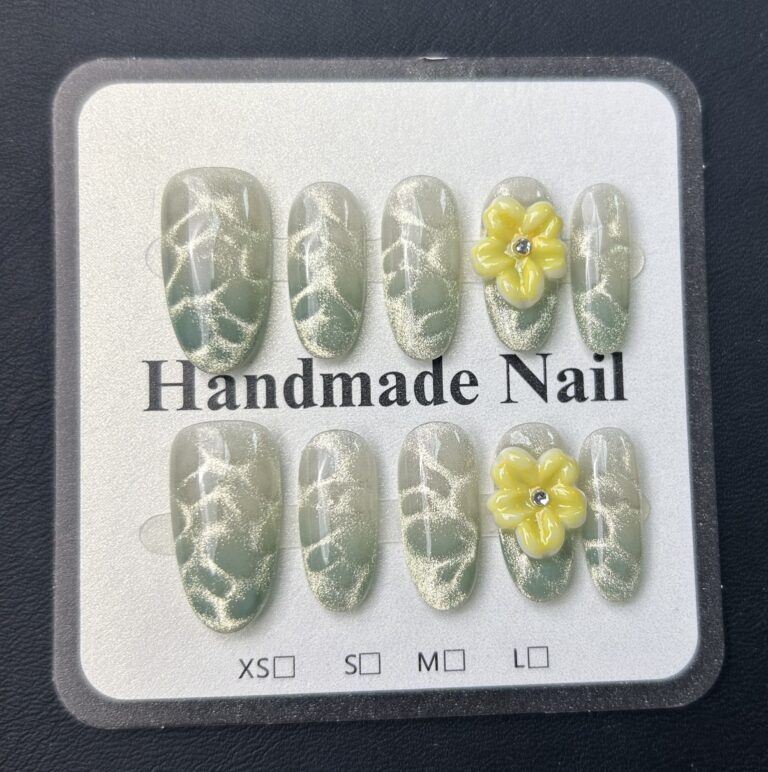 Handmade Nail
XS□ S□ M□ L□